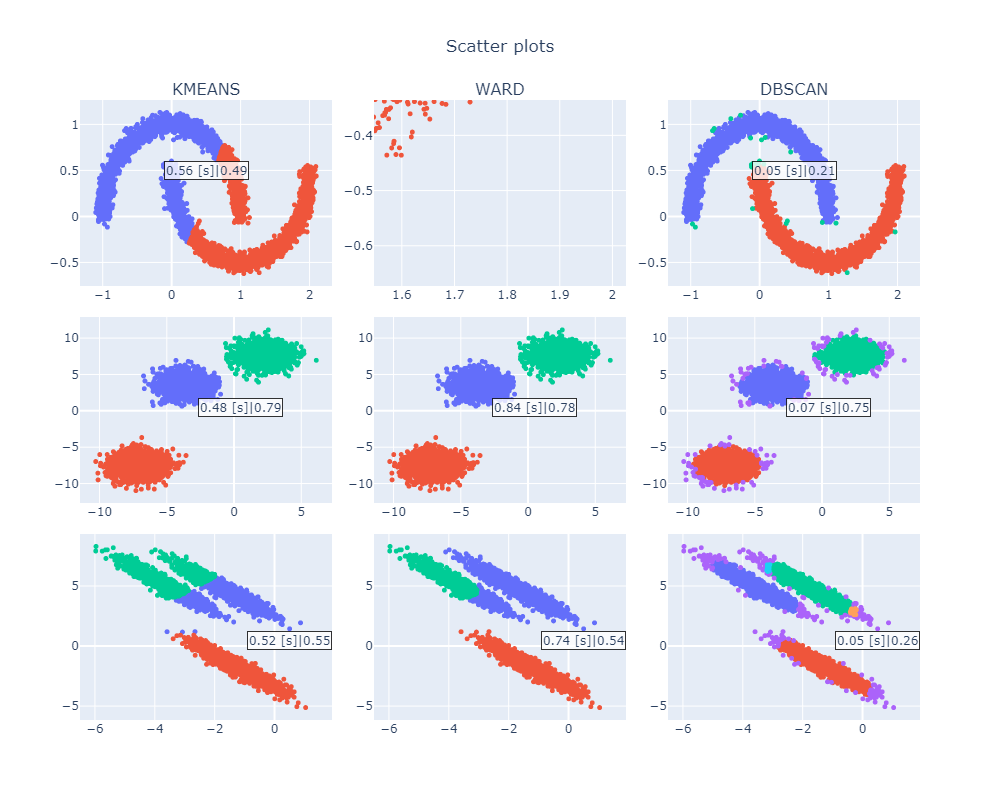 Scatter plots
KMEANS WARD DBSCAN
1
0.5
0
−0.5
−1 0 1 2
0.56 [s]|0.49
−0.4
−0.5
−0.6
1.6 1.7 1.8 1.9 2
1
0.5
0
−0.5
−1 0 1 2
0.05 [s]|0.21
10
5
0
−5
−10
−10 −5 0 5
0.48 [s]|0.79
10
5
0
−5
−10
−10 −5 0 5
0.84 [s]|0.78
10
5
0
−5
−10
−10 −5 0 5
0.07 [s]|0.75
5
0
−5
−6 −4 −2 0
0.52 [s]|0.55
5
0
−5
−6 −4 −2 0
0.74 [s]|0.54
5
0
−5
−6 −4 −2 0
0.05 [s]|0.26